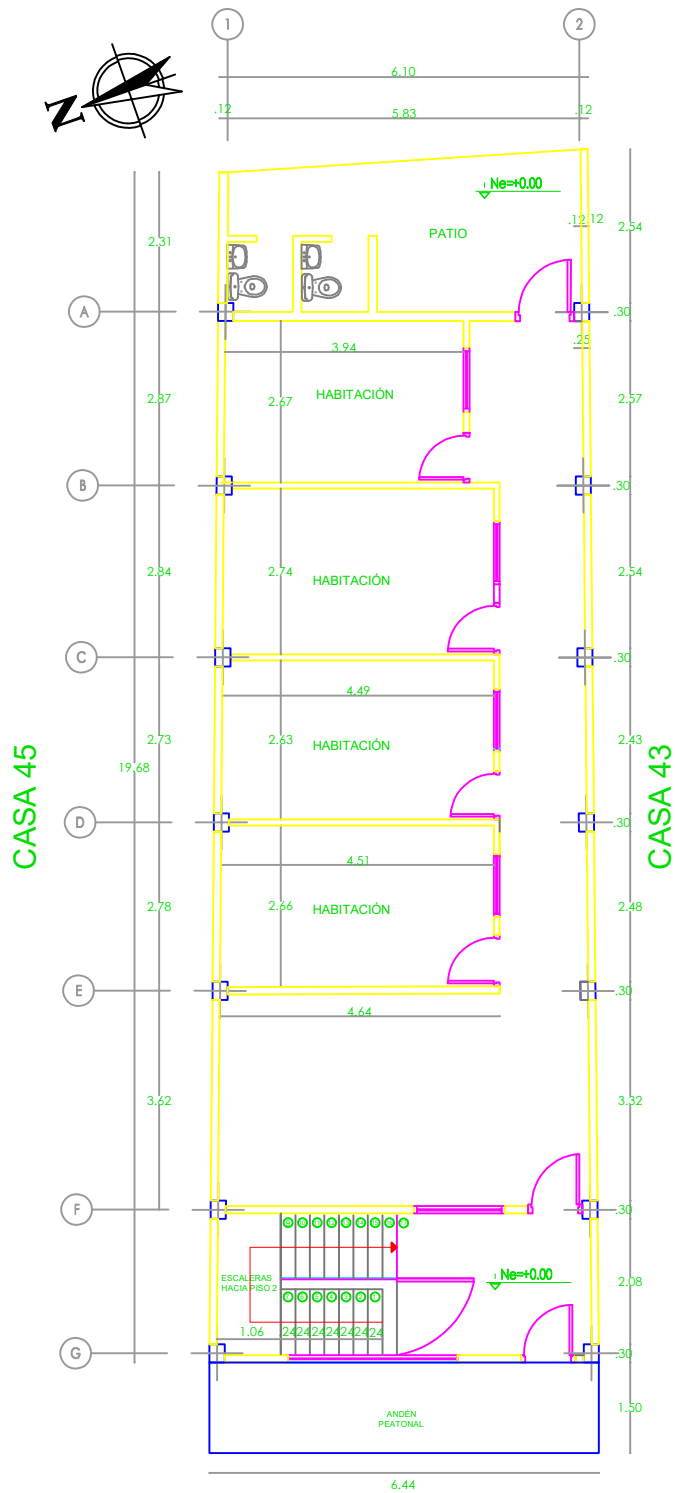 1
2
6.10
.12
5.83
.12
N
Ne=+0.00
.12
.12
2.54
PATIO
2.31
A
.30
.25
3.94
HABITACIÓN
2.67
2.87
2.57
B
.30
2.84
2.74
HABITACIÓN
2.54
C
.30
4.49
2.73
2.63
HABITACIÓN
2.43
19.68
CASA 45
CASA 43
D
.30
4.51
2.78
2.66
HABITACIÓN
2.48
E
.30
4.64
3.62
3.32
F
.30
ESCALERAS
HACIA PISO 2
Ne=+0.00
2.08
1.06
24 24 24 24 24 24 24
G
.30
1.50
ANDÉN
PEATONAL
6.44